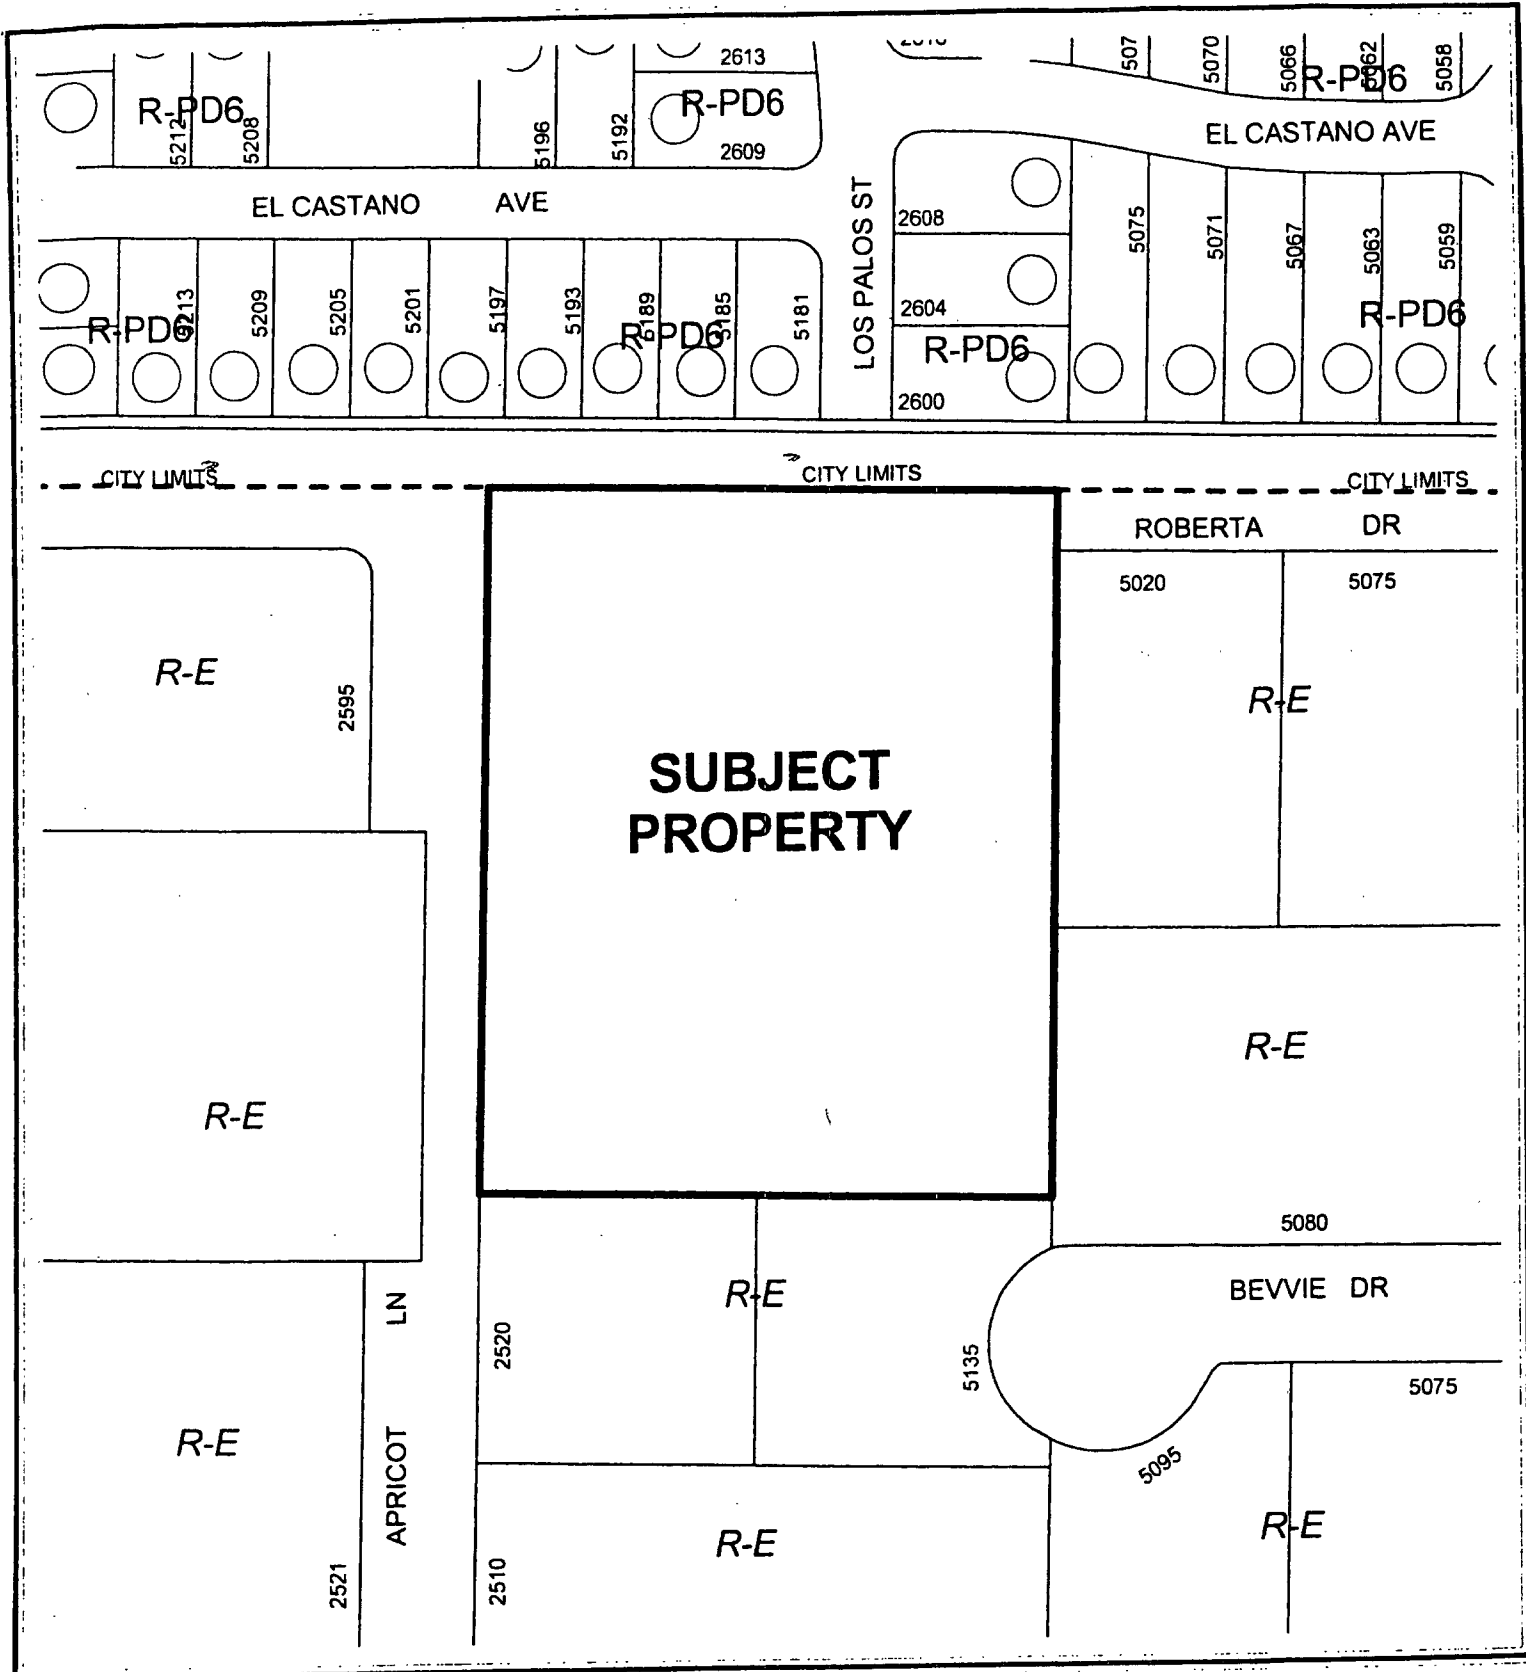 2613
5070
5066
5062
5058
R-PD6
R-PD6
R-PD6
5212
5208
5196
5192
2609
EL CASTANO AVE
EL CASTANO AVE
LOS PALOS ST
2608
5075
5071
5067
5063
5059
5213
5209
5205
5201
5197
5193
5189
5185
5181
2604
R-PD6
R-PD6
R-PD6
R-PD6
2600
CITY LIMITS
CITY LIMITS
CITY LIMITS
ROBERTA DR
5020
5075
R-E
2595
R-E
SUBJECT
PROPERTY
R-E
R-E
5080
BEVVIE DR
R-E
2520
5135
5075
APRICOT LN
R-E
5095
R-E
R-E
2521
2510